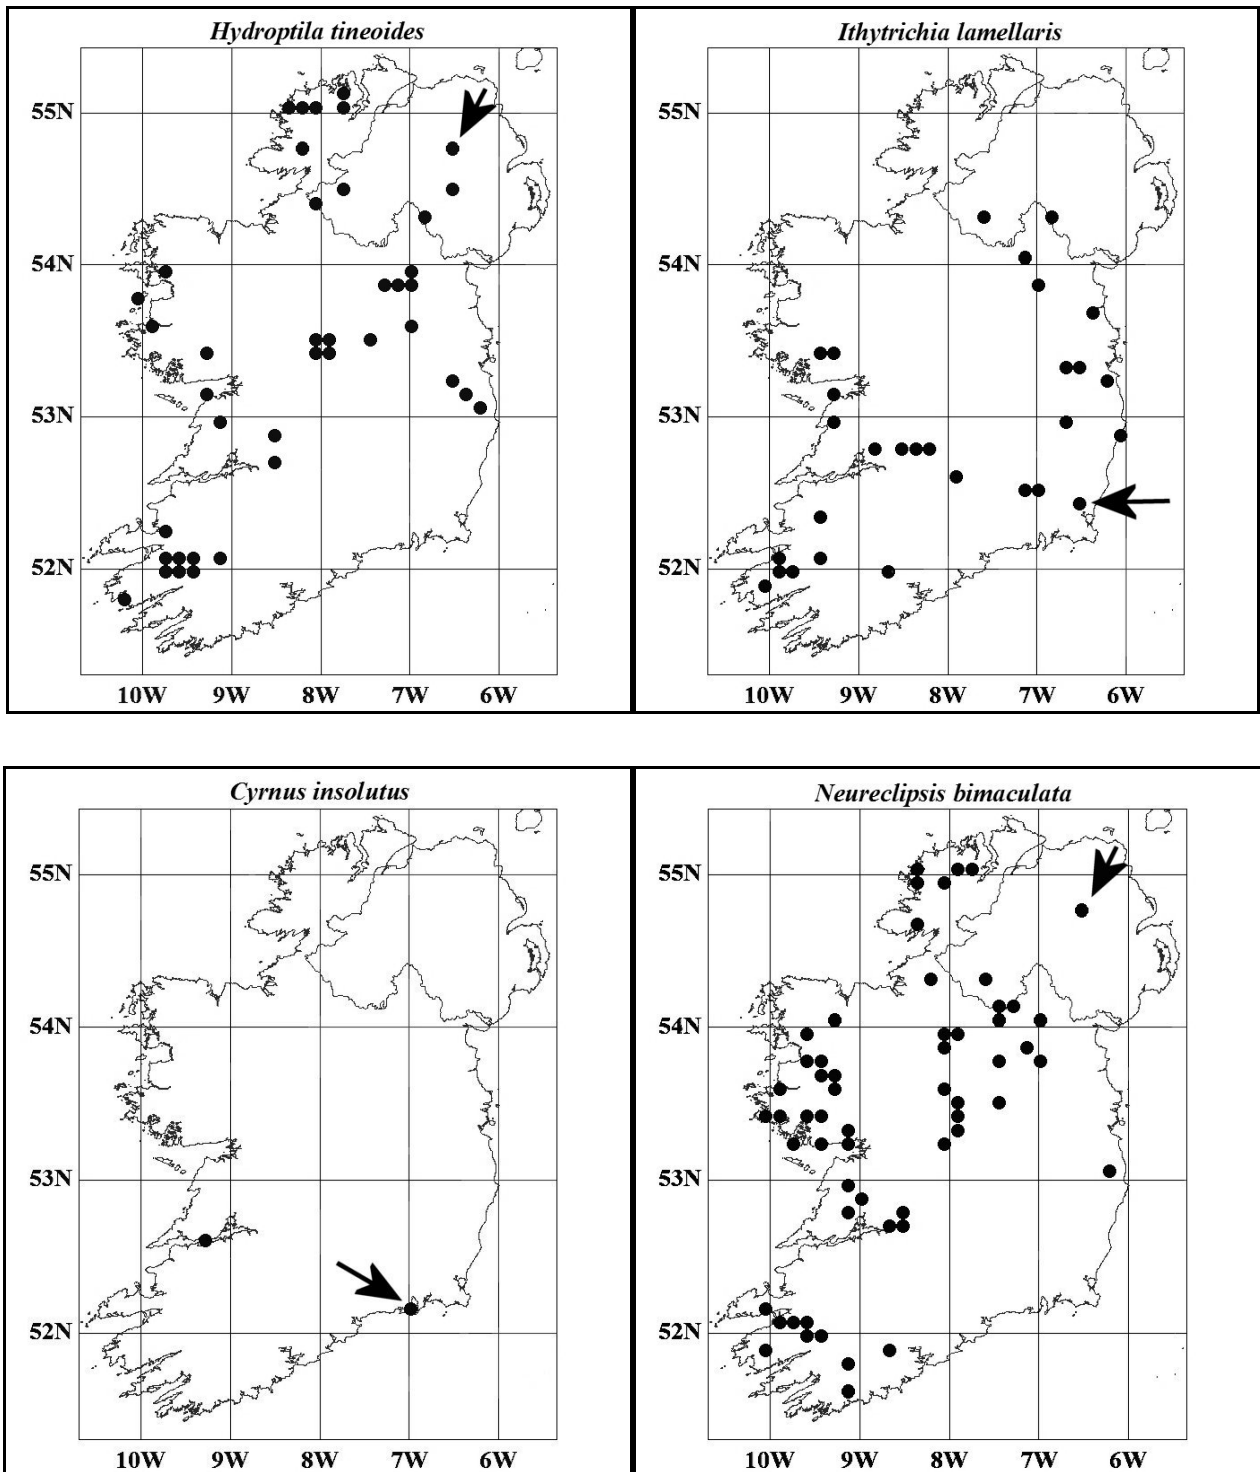 Hydroptila tineoides
55N
54N
53N
52N
10W 9W 8W 7W 6W
Ithytrichia lamellaris
55N
54N
53N
52N
10W 9W 8W 7W 6W
Cyrnus insolutus
55N
54N
53N
52N
10W 9W 8W 7W 6W
Neureclipsis bimaculata
55N
54N
53N
52N
10W 9W 8W 7W 6W